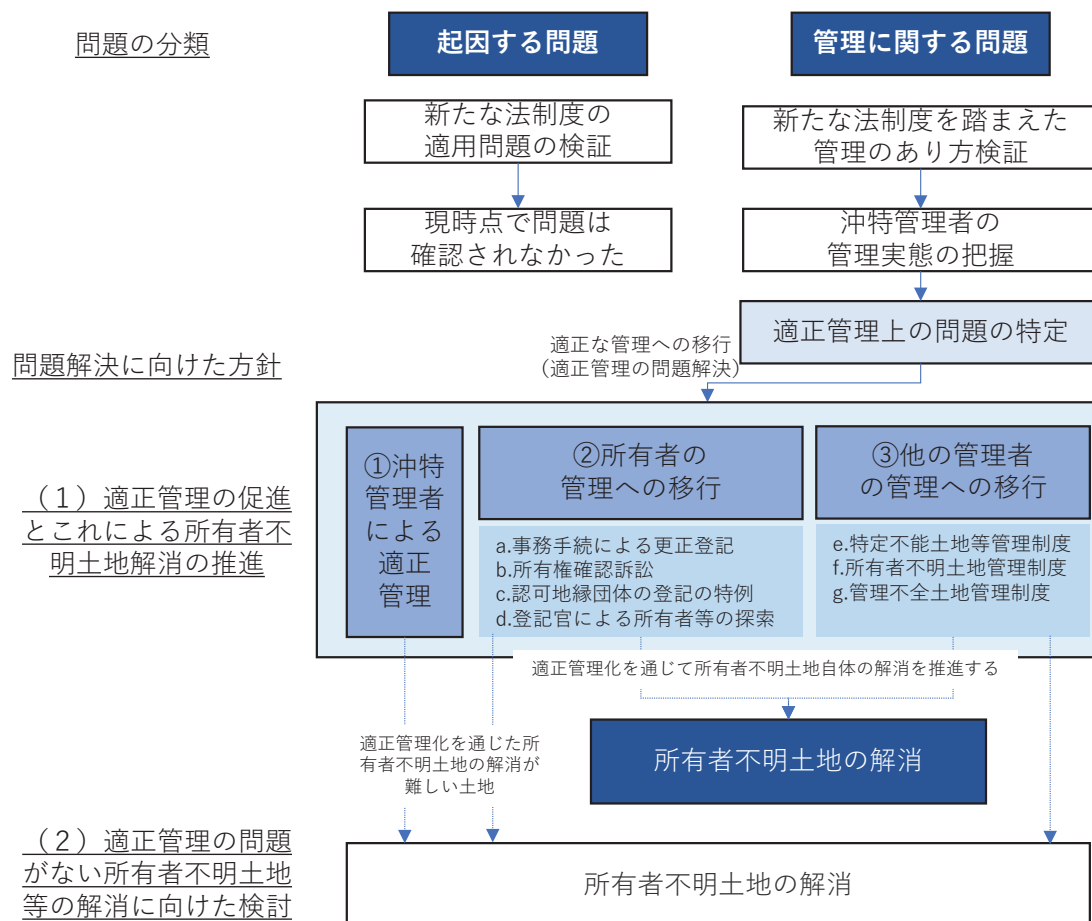 問題の分類
起因する問題
管理に関する問題
新たな法制度の
適用問題の検証
新たな法制度を踏まえた
管理のあり方検証
現時点で問題は
確認されなかった
沖特管理者の
管理実態の把握
適正管理上の問題の特定
適正な管理への移行
（適正管理の問題解決）
問題解決に向けた方針
（１）適正管理の促進
とこれによる所有者不
明土地解消の推進
①沖特
管理者
による
適正
管理
②所有者の
管理への移行
a.事務手続による更正登記
b.所有権確認訴訟
c.認可地縁団体の登記の特例
d.登記官による所有者等の探索
③他の管理者
の管理への移行
e.特定不能土地等管理制度
f.所有者不明土地管理制度
g.管理不全土地管理制度
適正管理化を通じて所有者不明土地自体の解消を推進する
適正管理化を通じた所
有者不明土地の解消が
難しい土地
所有者不明土地の解消
（２）適正管理の問題
がない所有者不明土地
等の解消に向けた検討
所有者不明土地の解消